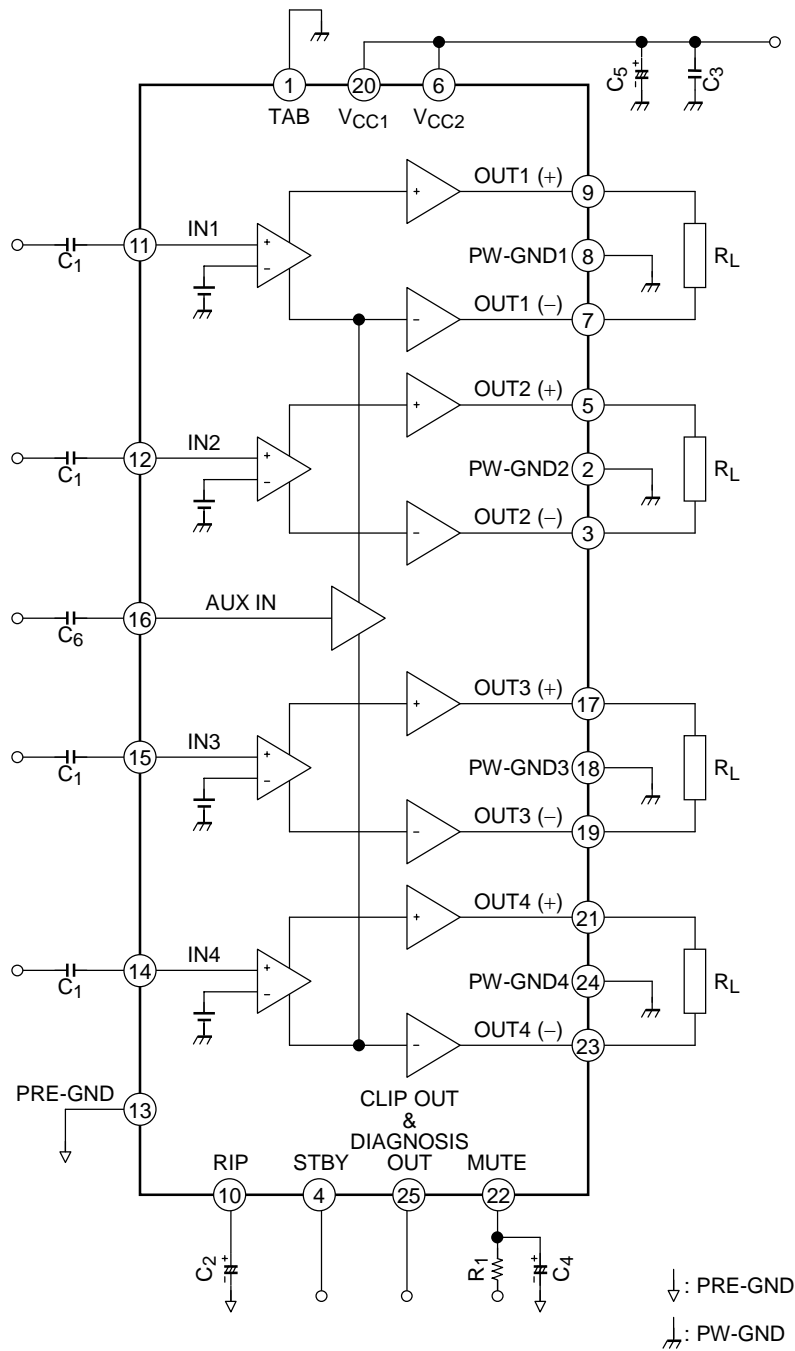 1
TAB
20
VCC1
6
VCC2
C5
+
-
C3
IN1
11
C1
+
-
+
OUT1 (+)
9
PW-GND1
8
RL
-
OUT1 (−)
7
IN2
12
C1
+
-
+
OUT2 (+)
5
PW-GND2
2
RL
-
OUT2 (−)
3
AUX IN
16
C6
IN3
15
C1
+
-
+
OUT3 (+)
17
PW-GND3
18
RL
-
OUT3 (−)
19
IN4
14
C1
+
-
+
OUT4 (+)
21
PW-GND4
24
RL
-
OUT4 (−)
23
PRE-GND
13
RIP
10
C2
+
-
STBY
4
CLIP OUT
&
DIAGNOSIS
OUT
25
MUTE
22
R1
+
-
C4
: PRE-GND
: PW-GND